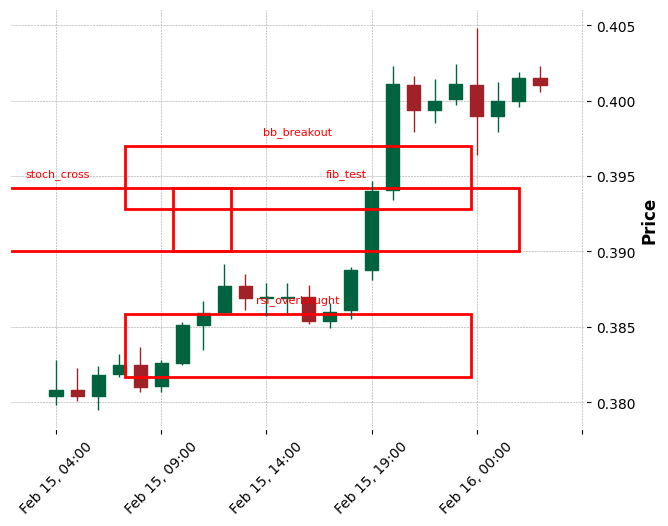 0.405
0.400
bb_breakout
stoch_cross
fib_test
0.395
0.390
rsi_overbought
0.385
0.380
Price
Feb 15, 04:00
Feb 15, 09:00
Feb 15, 14:00
Feb 15, 19:00
Feb 16, 00:00